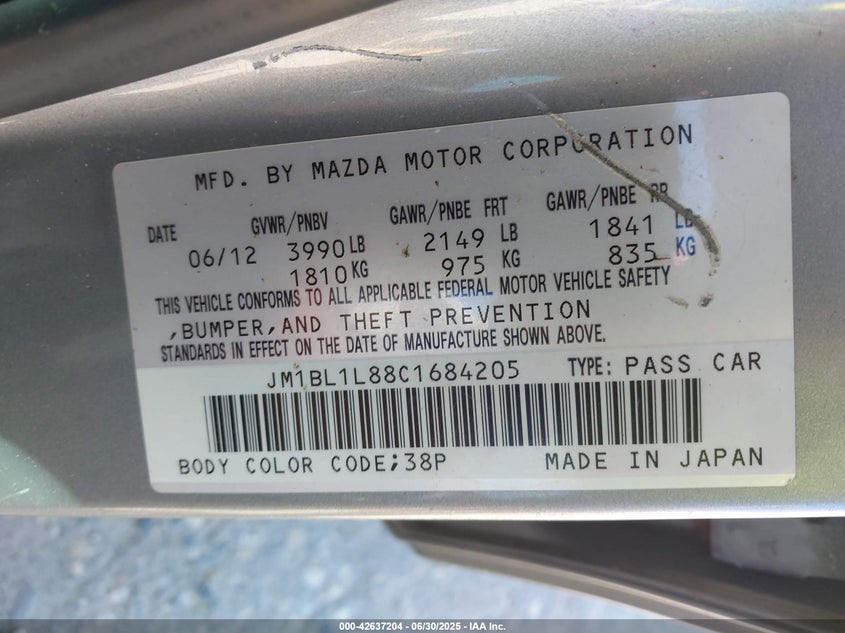 MFD. BY MAZDA MOTOR CORPORATION
DATE GVWR/PNBV GAWR/PNBE FRT GAWR/PNBE RR
06/12 3990 LB 2149 LB 1841 LB
1810 KG 975 KG 835 KG
THIS VEHICLE CONFORMS TO ALL APPLICABLE FEDERAL MOTOR VEHICLE SAFETY
,BUMPER,AND THEFT PREVENTION
STANDARDS IN EFFECT ON THE DATE OF MANUFACTURE SHOWN ABOVE.
JM1BL1L88C1684205 TYPE: PASS CAR
BODY COLOR CODE;38P MADE IN JAPAN
000-42637204 - 06/30/2025 - IAA Inc.